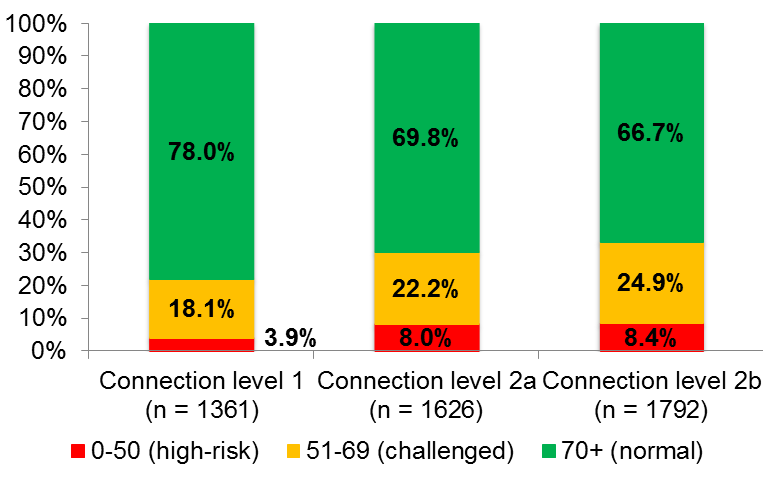 100%
90%
80%
70%
60%
50%
40%
30%
20%
10%
0%
78.0%
18.1%
3.9%
69.8%
22.2%
8.0%
66.7%
24.9%
8.4%
Connection level 1
(n = 1361)
Connection level 2a
(n = 1626)
Connection level 2b
(n = 1792)
0-50 (high-risk)
51-69 (challenged)
70+ (normal)